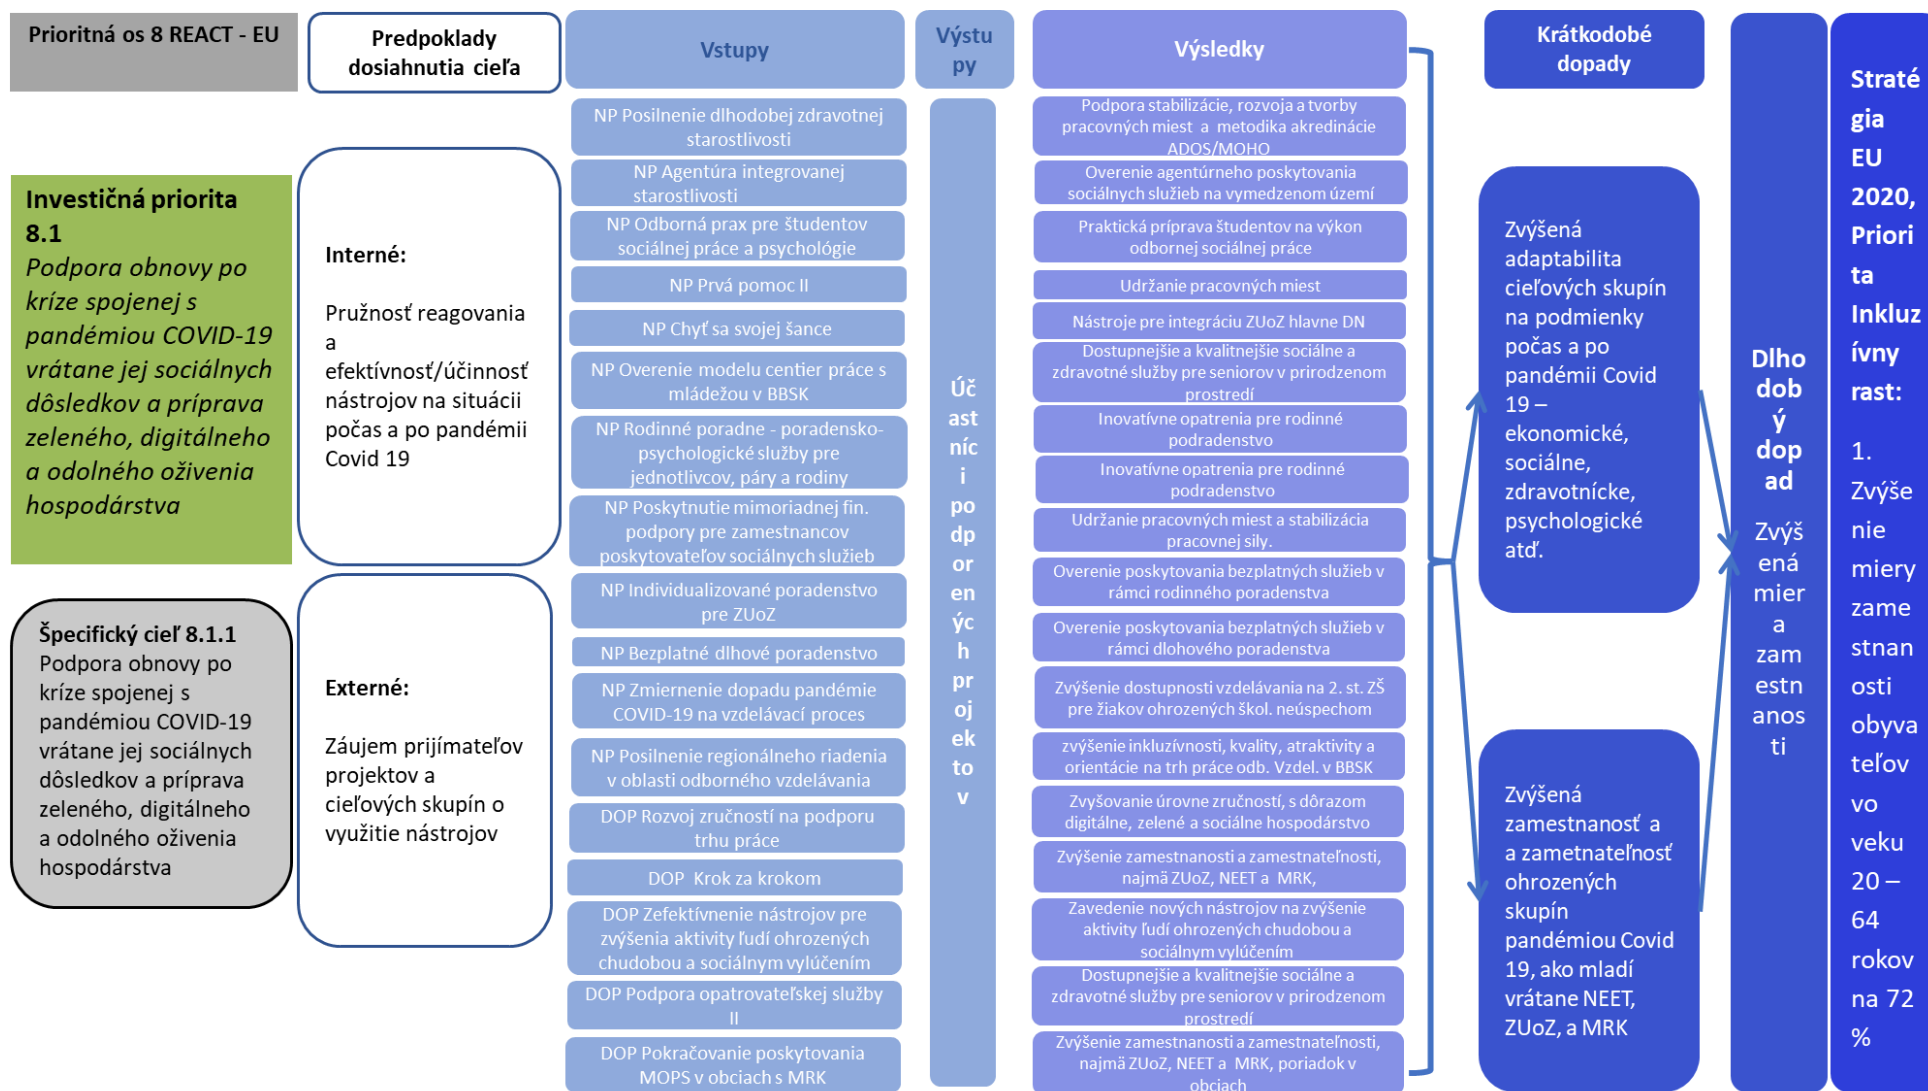 Prioritná os 8 REACT - EU
Investičná priorita
8.1
Podpora obnovy po
kríze spojenej s
pandémiou COVID-19
vrátane jej sociálnych
dôsledkov a príprava
zeleného, digitálneho
a odolného oživenia
hospodárstva
Špecifický cieľ 8.1.1
Podpora obnovy po
kríze spojenej s
pandémiou COVID-19
vrátane jej sociálnych
dôsledkov a príprava
zeleného, digitálneho
a odolného oživenia
hospodárstva
Predpoklady
dosiahnutia cieľa
Interné:
Pružnosť reagovania
a
efektívnosť/účinnosť
nástrojov na situácii
počas a po pandémii
Covid 19
Externé:
Záujem prijímateľov
projektov a
cieľových skupín o
využitie nástrojov
Vstupy
NP Posilnenie dlhodobej zdravotnej
starostlivosti
NP Agentúra integrovanej
starostlivosti
NP Odborná prax pre študentov
sociálnej práce a psychológie
NP Prvá pomoc II
NP Chyť sa svojej šance
NP Overenie modelu centier práce s
mládežou v BBSK
NP Rodinné poradne - poradensko-
psychologické služby pre
jednotlivcov, páry a rodiny
NP Poskytnutie mimoriadnej fin.
podpory pre zamestnancov
poskytovateľov sociálnych služieb
NP Individualizované poradenstvo
pre ZUoZ
NP Bezplatné dlhové poradenstvo
NP Zmiernenie dopadu pandémie
COVID-19 na vzdelávací proces
NP Posilnenie regionálneho riadenia
v oblasti odborného vzdelávania
DOP Rozvoj zručností na podporu
trhu práce
DOP  Krok za krokom
DOP Zefektívnenie nástrojov pre
zvýšenia aktivity ľudí ohrozených
chudobou a sociálnym vylúčením
DOP Podpora opatrovateľskej služby
II
DOP Pokračovanie poskytovania
MOPS v obciach s MRK
Výstu
py
Úč
ast
níc
i
po
dp
or
en
ýc
h
pr
oj
ek
to
v
Výsledky
Podpora stabilizácie, rozvoja a tvorby
pracovných miest  a  metodika akredinácie
ADOS/MOHO
Overenie agentúrneho poskytovania
sociálnych služieb na vymedzenom území
Praktická príprava študentov na výkon
odbornej sociálnej práce
Udržanie pracovných miest
Nástroje pre integráciu ZUoZ hlavne DN
Dostupnejšie a kvalitnejšie sociálne a
zdravotné služby pre seniorov v prirodzenom
prostredí
Inovatívne opatrenia pre rodinné
podradenstvo
Inovatívne opatrenia pre rodinné
podradenstvo
Udržanie pracovných miest a stabilizácia
pracovnej sily.
Overenie poskytovania bezplatných služieb v
rámci rodinného poradenstva
Overenie poskytovania bezplatných služieb v
rámci dlohového poradenstva
Zvýšenie dostupnosti vzdelávania na 2. st. ZŠ
pre žiakov ohrozených škol. neúspechom
zvýšenie inkluzívnosti, kvality, atraktivity a
orientácie na trh práce odb. Vzdel. v BBSK
Zvyšovanie úrovne zručností, s dôrazom
digitálne, zelené a sociálne hospodárstvo
Zvýšenie zamestnanosti a zamestnateľnosti,
najmä ZUoZ, NEET a  MRK,
Zavedenie nových nástrojov na zvýšenie
aktivity ľudí ohrozených chudobou a
sociálnym vylúčením
Dostupnejšie a kvalitnejšie sociálne a
zdravotné služby pre seniorov v prirodzenom
prostredí
Zvýšenie zamestnanosti a zamestnateľnosti,
najmä ZUoZ, NEET a  MRK, poriadok v
obciach
Krátkodobé
dopady
Zvýšená
adaptabilita
cieľových skupín
na podmienky
počas a po
pandémii Covid
19 –
ekonomické,
sociálne,
zdravotnícke,
psychologické
atď.
Zvýšená
zamestnanosť  a
a zametnateľnosť
ohrozených
skupín
pandémiou Covid
19, ako mladí
vrátane NEET,
ZUoZ, a MRK
Dlho
dob
ý
dop
ad
Zvýš
ená
mier
a
zam
estn
anos
ti
Straté
gia
EU
2020,
Priori
ta
Inkluz
ívny
rast:
1.
Zvýše
nie
miery
zame
stnan
osti
obyva
teľov
vo
veku
20 –
64
rokov
na 72
%